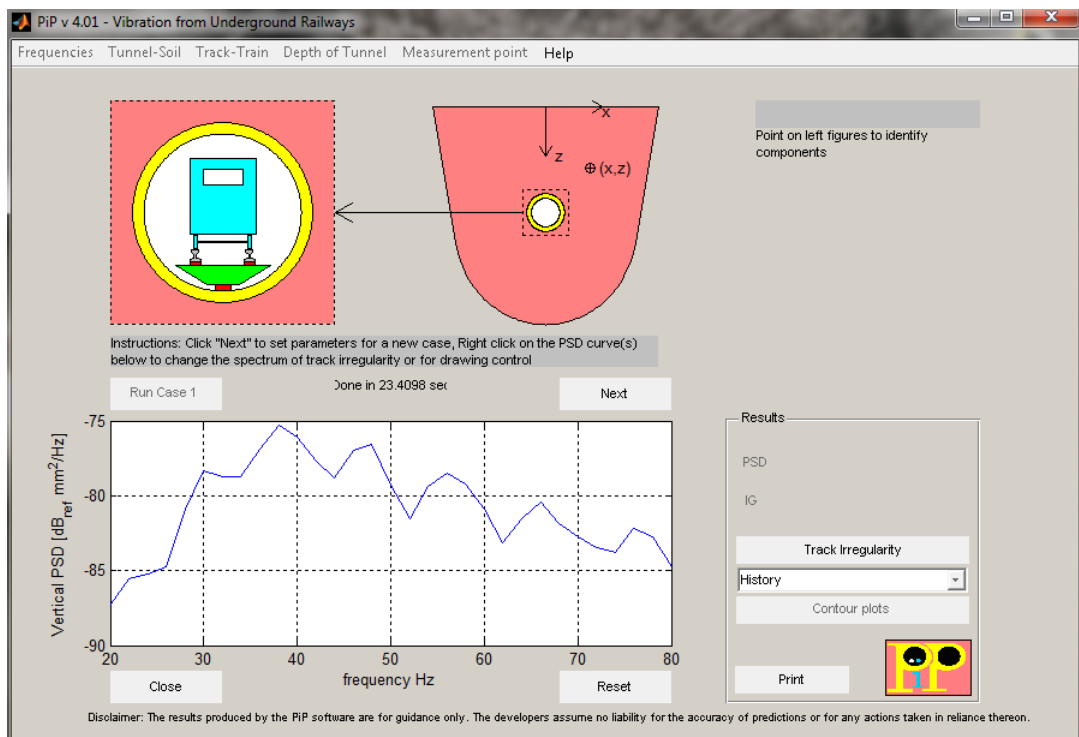 PiP v 4.01 - Vibration from Underground Railways
Frequencies Tunnel-Soil Track-Train Depth of Tunnel Measurement point Help
x
z
(x,z)
Point on left figures to identify
components
Instructions: Click "Next" to set parameters for a new case, Right click on the PSD curve(s)
below to change the spectrum of track irregularity or for drawing control
Run Case 1
Done in 23.4098 sec
Next
Vertical PSD [dBref mm²/Hz]
-75
-80
-85
-90
20 30 40 50 60 70 80
frequency Hz
Close
Reset
Results
PSD
IG
Track Irregularity
History
Contour plots
Print
PiP
Disclaimer: The results produced by the PiP software are for guidance only. The developers assume no liability for the accuracy of predictions or for any actions taken in reliance thereon.